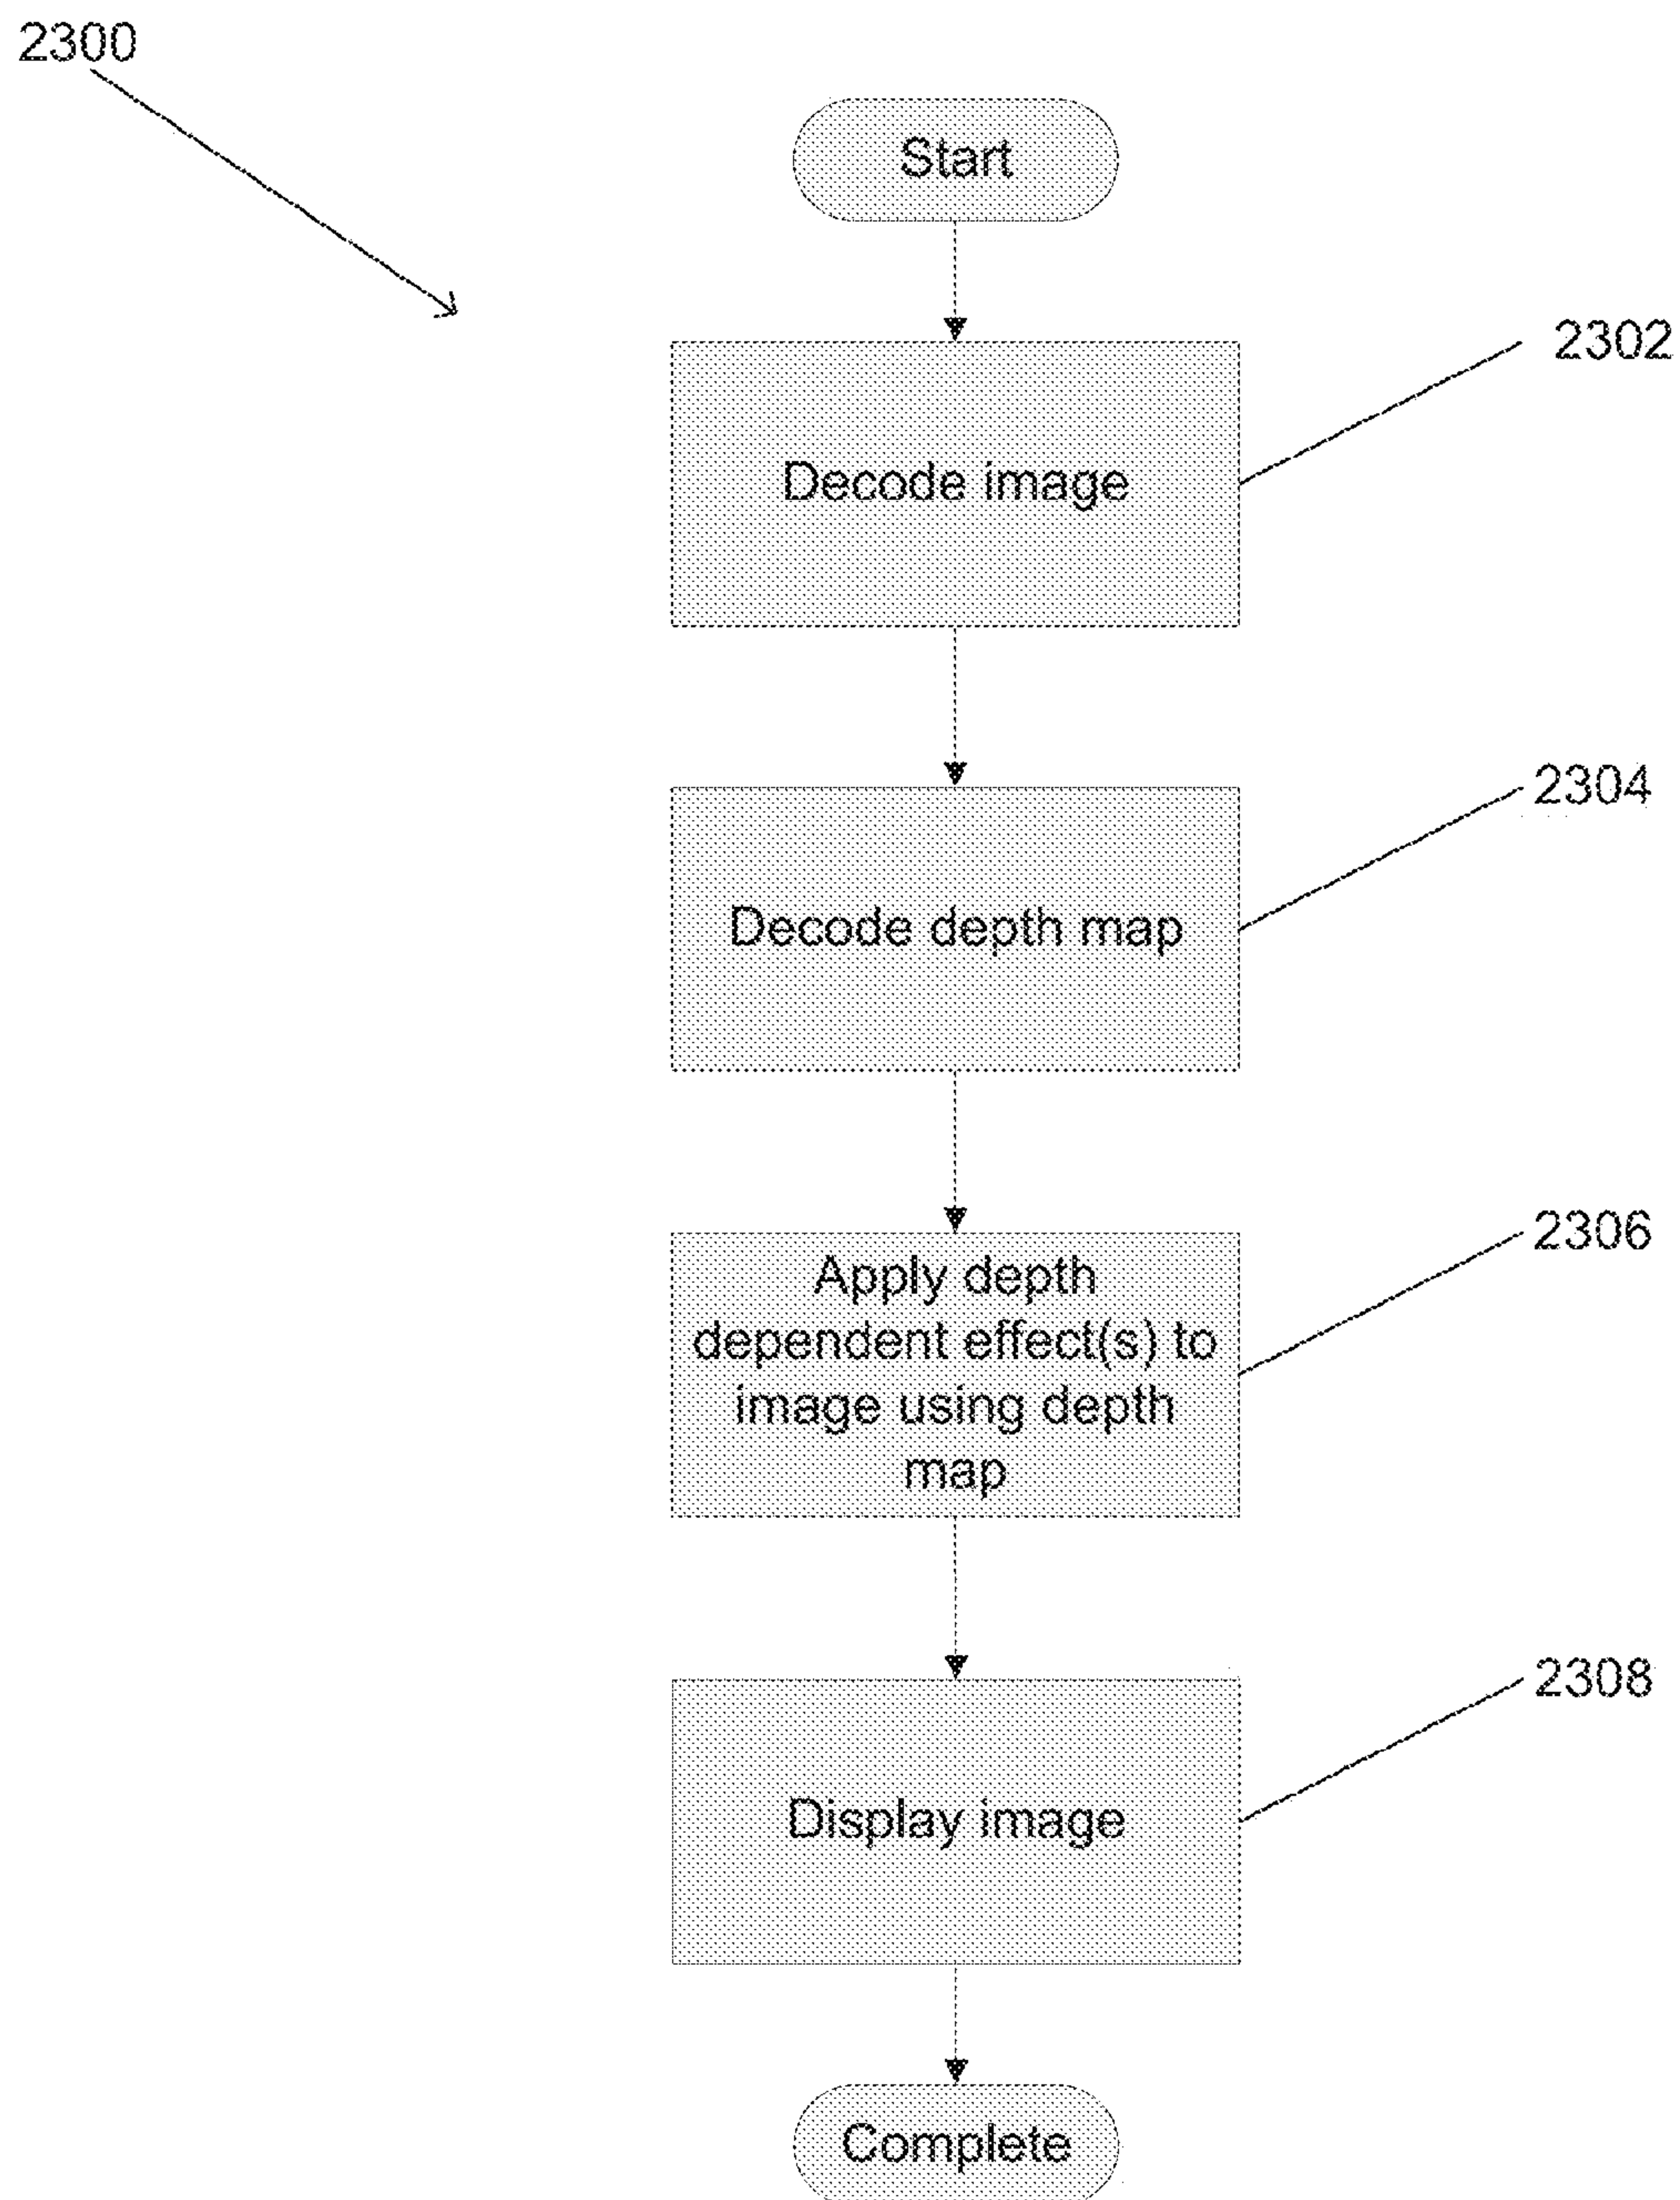 2300
Start
2302
Decode image
2304
Decode depth map
2306
Apply depth
dependent effect(s) to
image using depth
map
2308
Display image
Complete